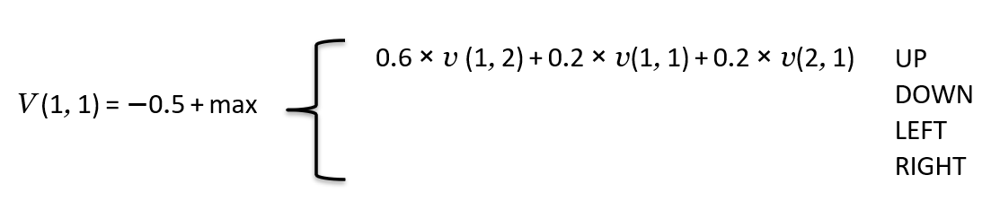 0.6 × v (1, 2) + 0.2 × v(1, 1) + 0.2 × v(2, 1) UP
V(1, 1) = −0.5 + max
DOWN
LEFT
RIGHT